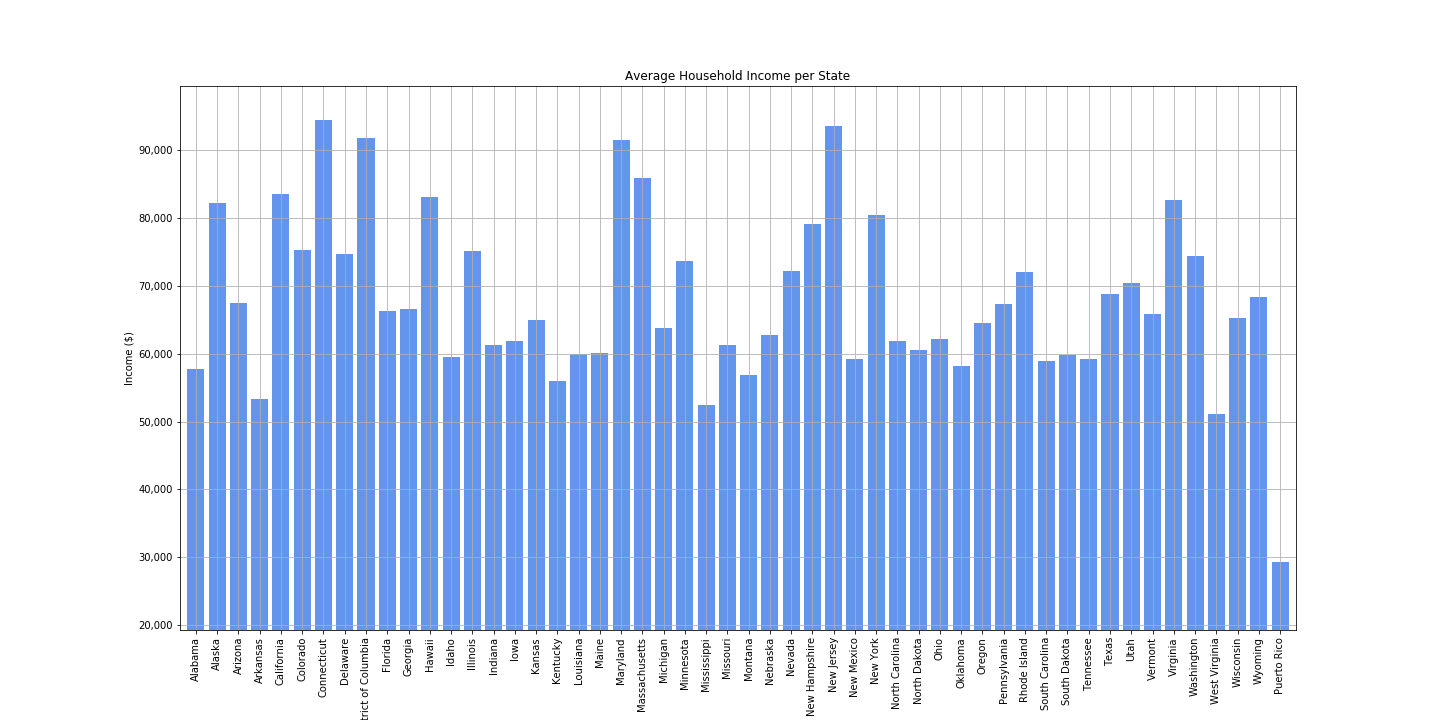 Average Household Income per State
90,000
80,000
70,000
60,000
50,000
40,000
30,000
20,000
Income ($)
Alabama
Alaska
Arizona
Arkansas
California
Colorado
Connecticut
Delaware
trict of Columbia
Florida
Georgia
Hawaii
Idaho
Illinois
Indiana
Iowa
Kansas
Kentucky
Louisiana
Maine
Maryland
Massachusetts
Michigan
Minnesota
Mississippi
Missouri
Montana
Nebraska
Nevada
New Hampshire
New Jersey
New Mexico
New York
North Carolina
North Dakota
Ohio
Oklahoma
Oregon
Pennsylvania
Rhode Island
South Carolina
South Dakota
Tennessee
Texas
Utah
Vermont
Virginia
Washington
West Virginia
Wisconsin
Wyoming
Puerto Rico